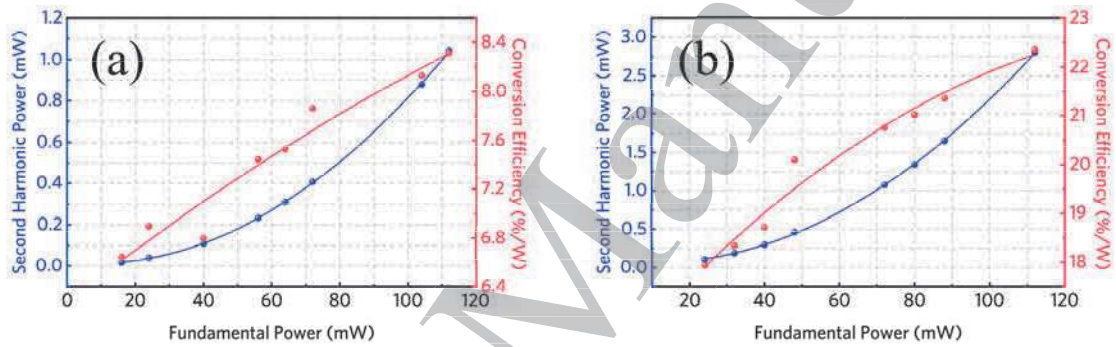 (a)
Second Harmonic Power (mW)
1.2
1.0
0.8
0.6
0.4
0.2
0.0
0 20 40 60 80 100 120
Fundamental Power (mW)
8.4
8.0
7.6
7.2
6.8
6.4
Conversion Efficiency (%/W)
(b)
Second Harmonic Power (mW)
3.0
2.5
2.0
1.5
1.0
0.5
0.0
20 40 60 80 100 120
Fundamental Power (mW)
23
22
21
20
19
18
Conversion Efficiency (%/W)